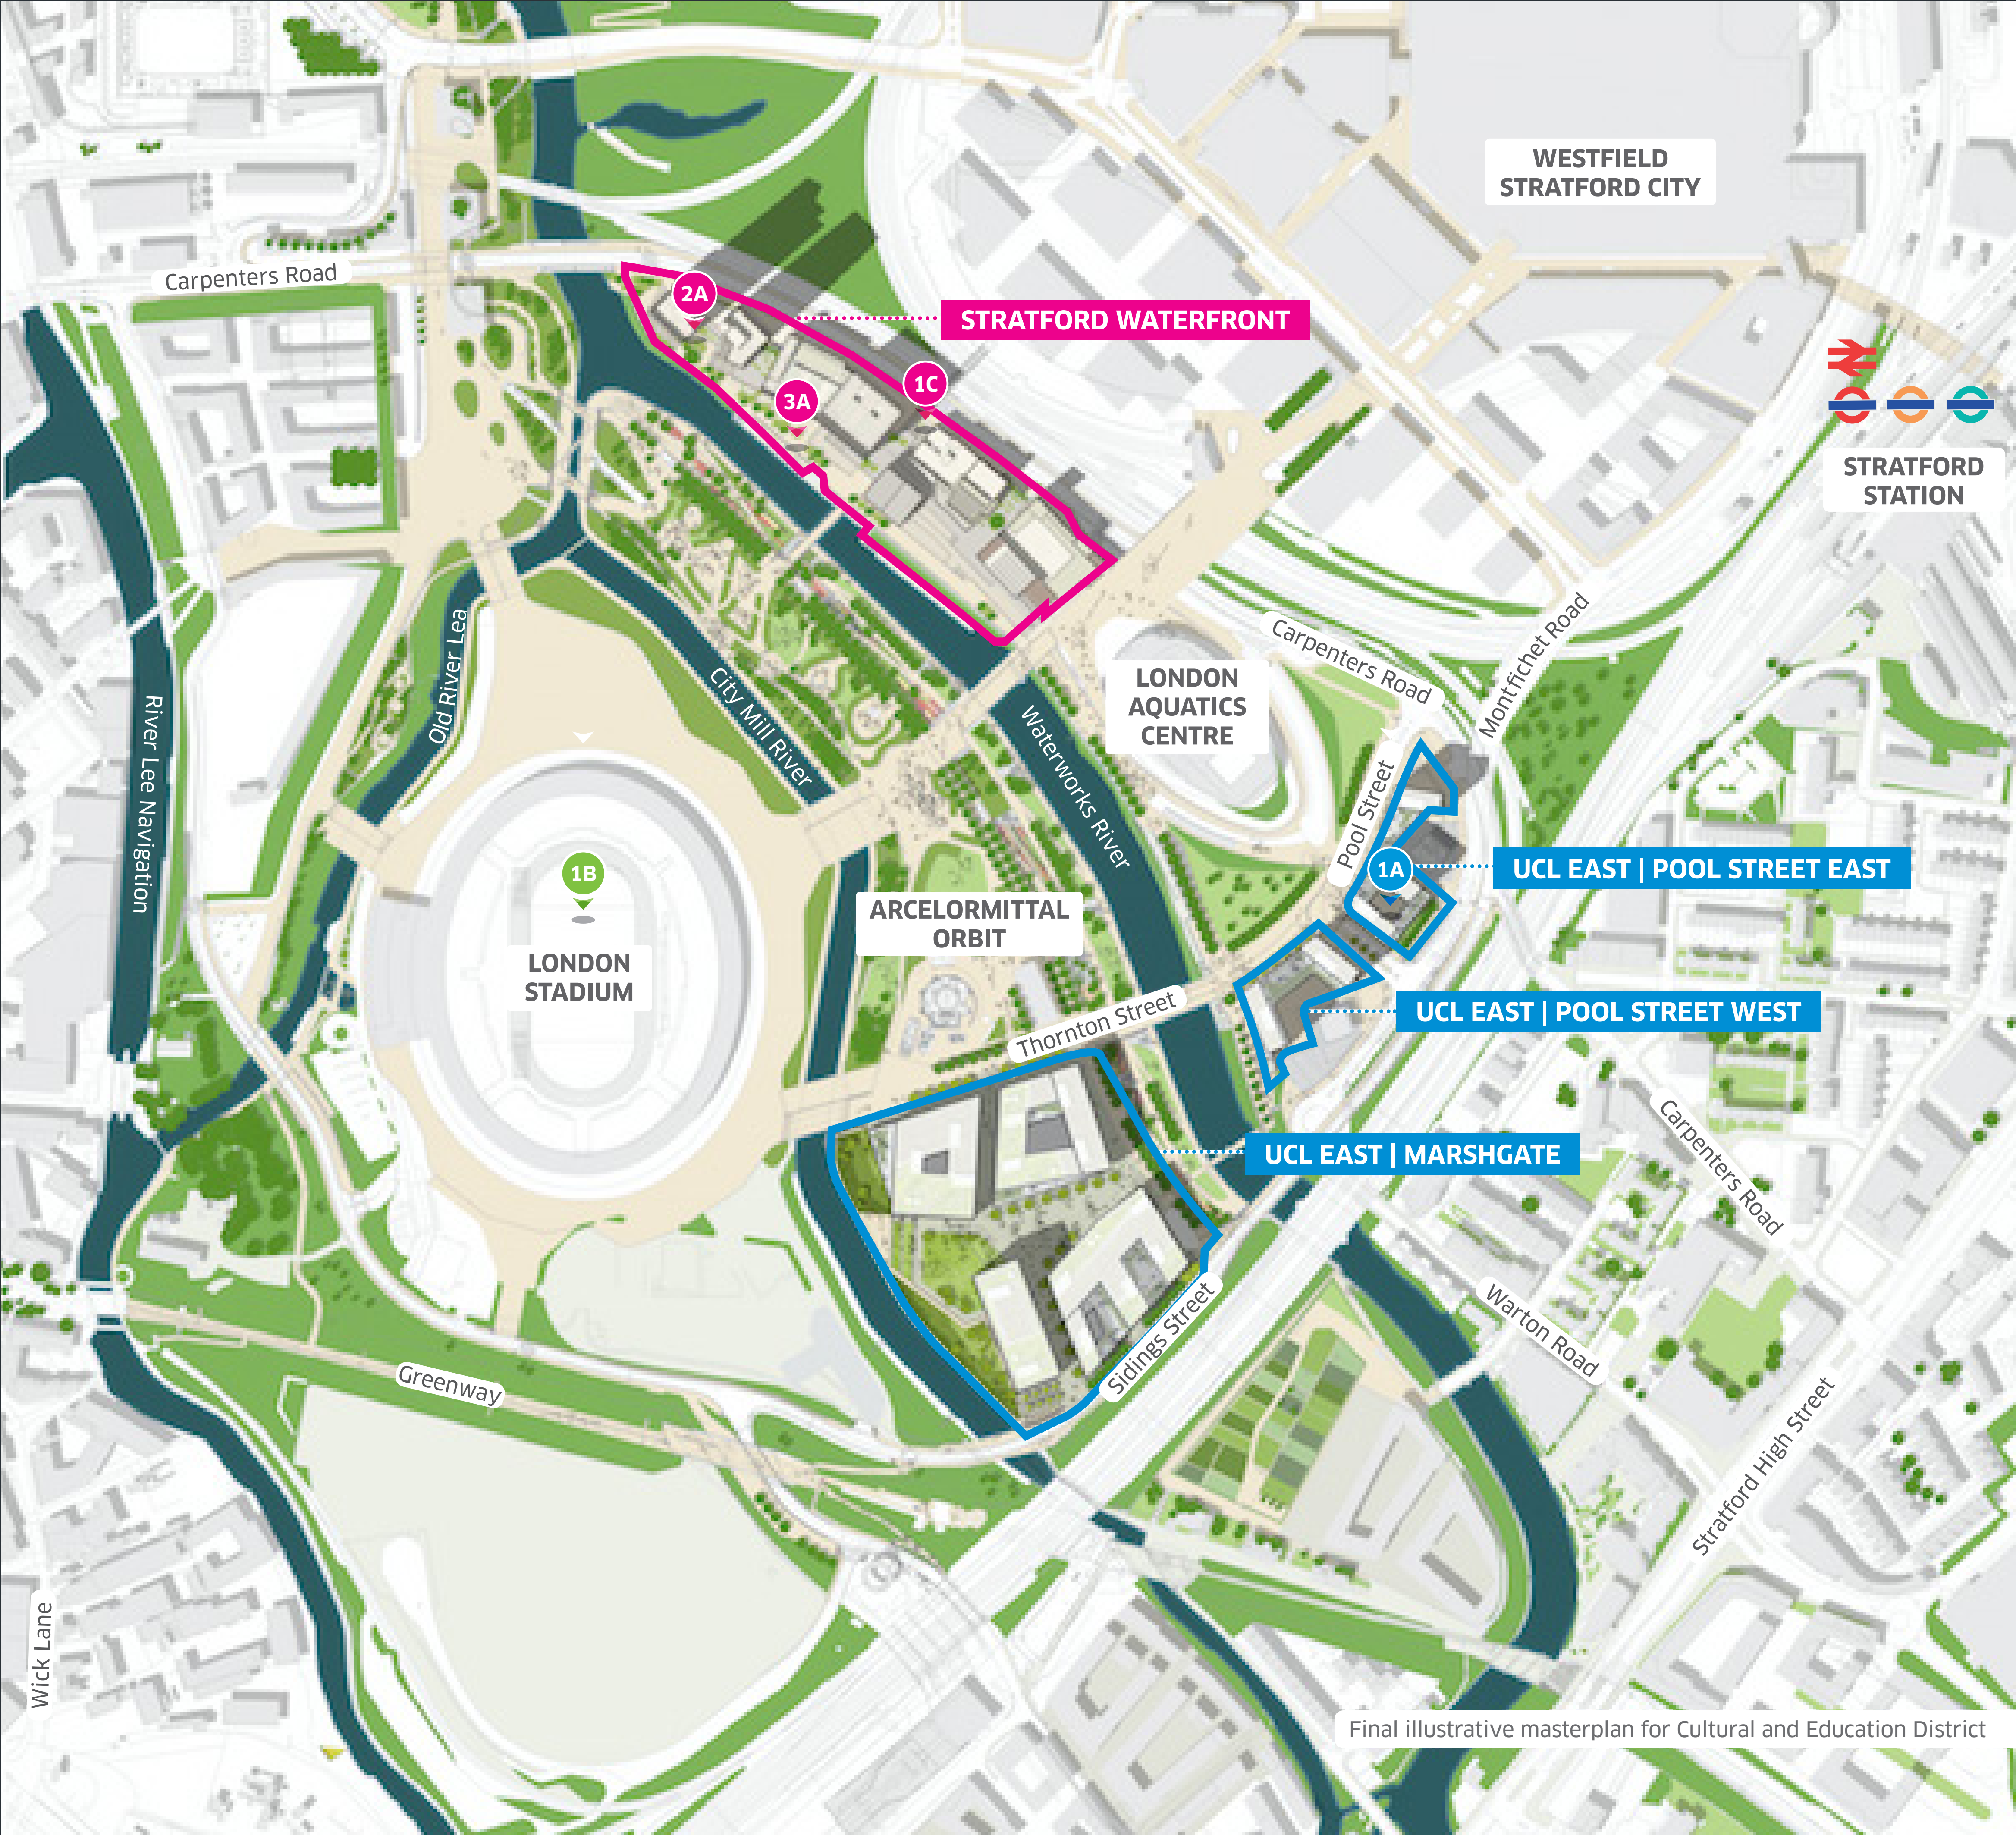 WESTFIELD
STRATFORD CITY
Carpenters Road
2A
STRATFORD WATERFRONT
1C
3A
STRATFORD
STATION
Carpenters Road
Montfichet Road
Old River Lea
City Mill River
LONDON
AQUATICS
CENTRE
River Lee Navigation
Waterworks River
Pool Street
1B
1A
UCL EAST | POOL STREET EAST
ARCELORMITTAL
ORBIT
LONDON
STADIUM
UCL EAST | POOL STREET WEST
Thornton Street
Carpenters Road
UCL EAST | MARSHGATE
Sidings Street
Warton Road
Greenway
Stratford High Street
Wick Lane
Final illustrative masterplan for Cultural and Education District